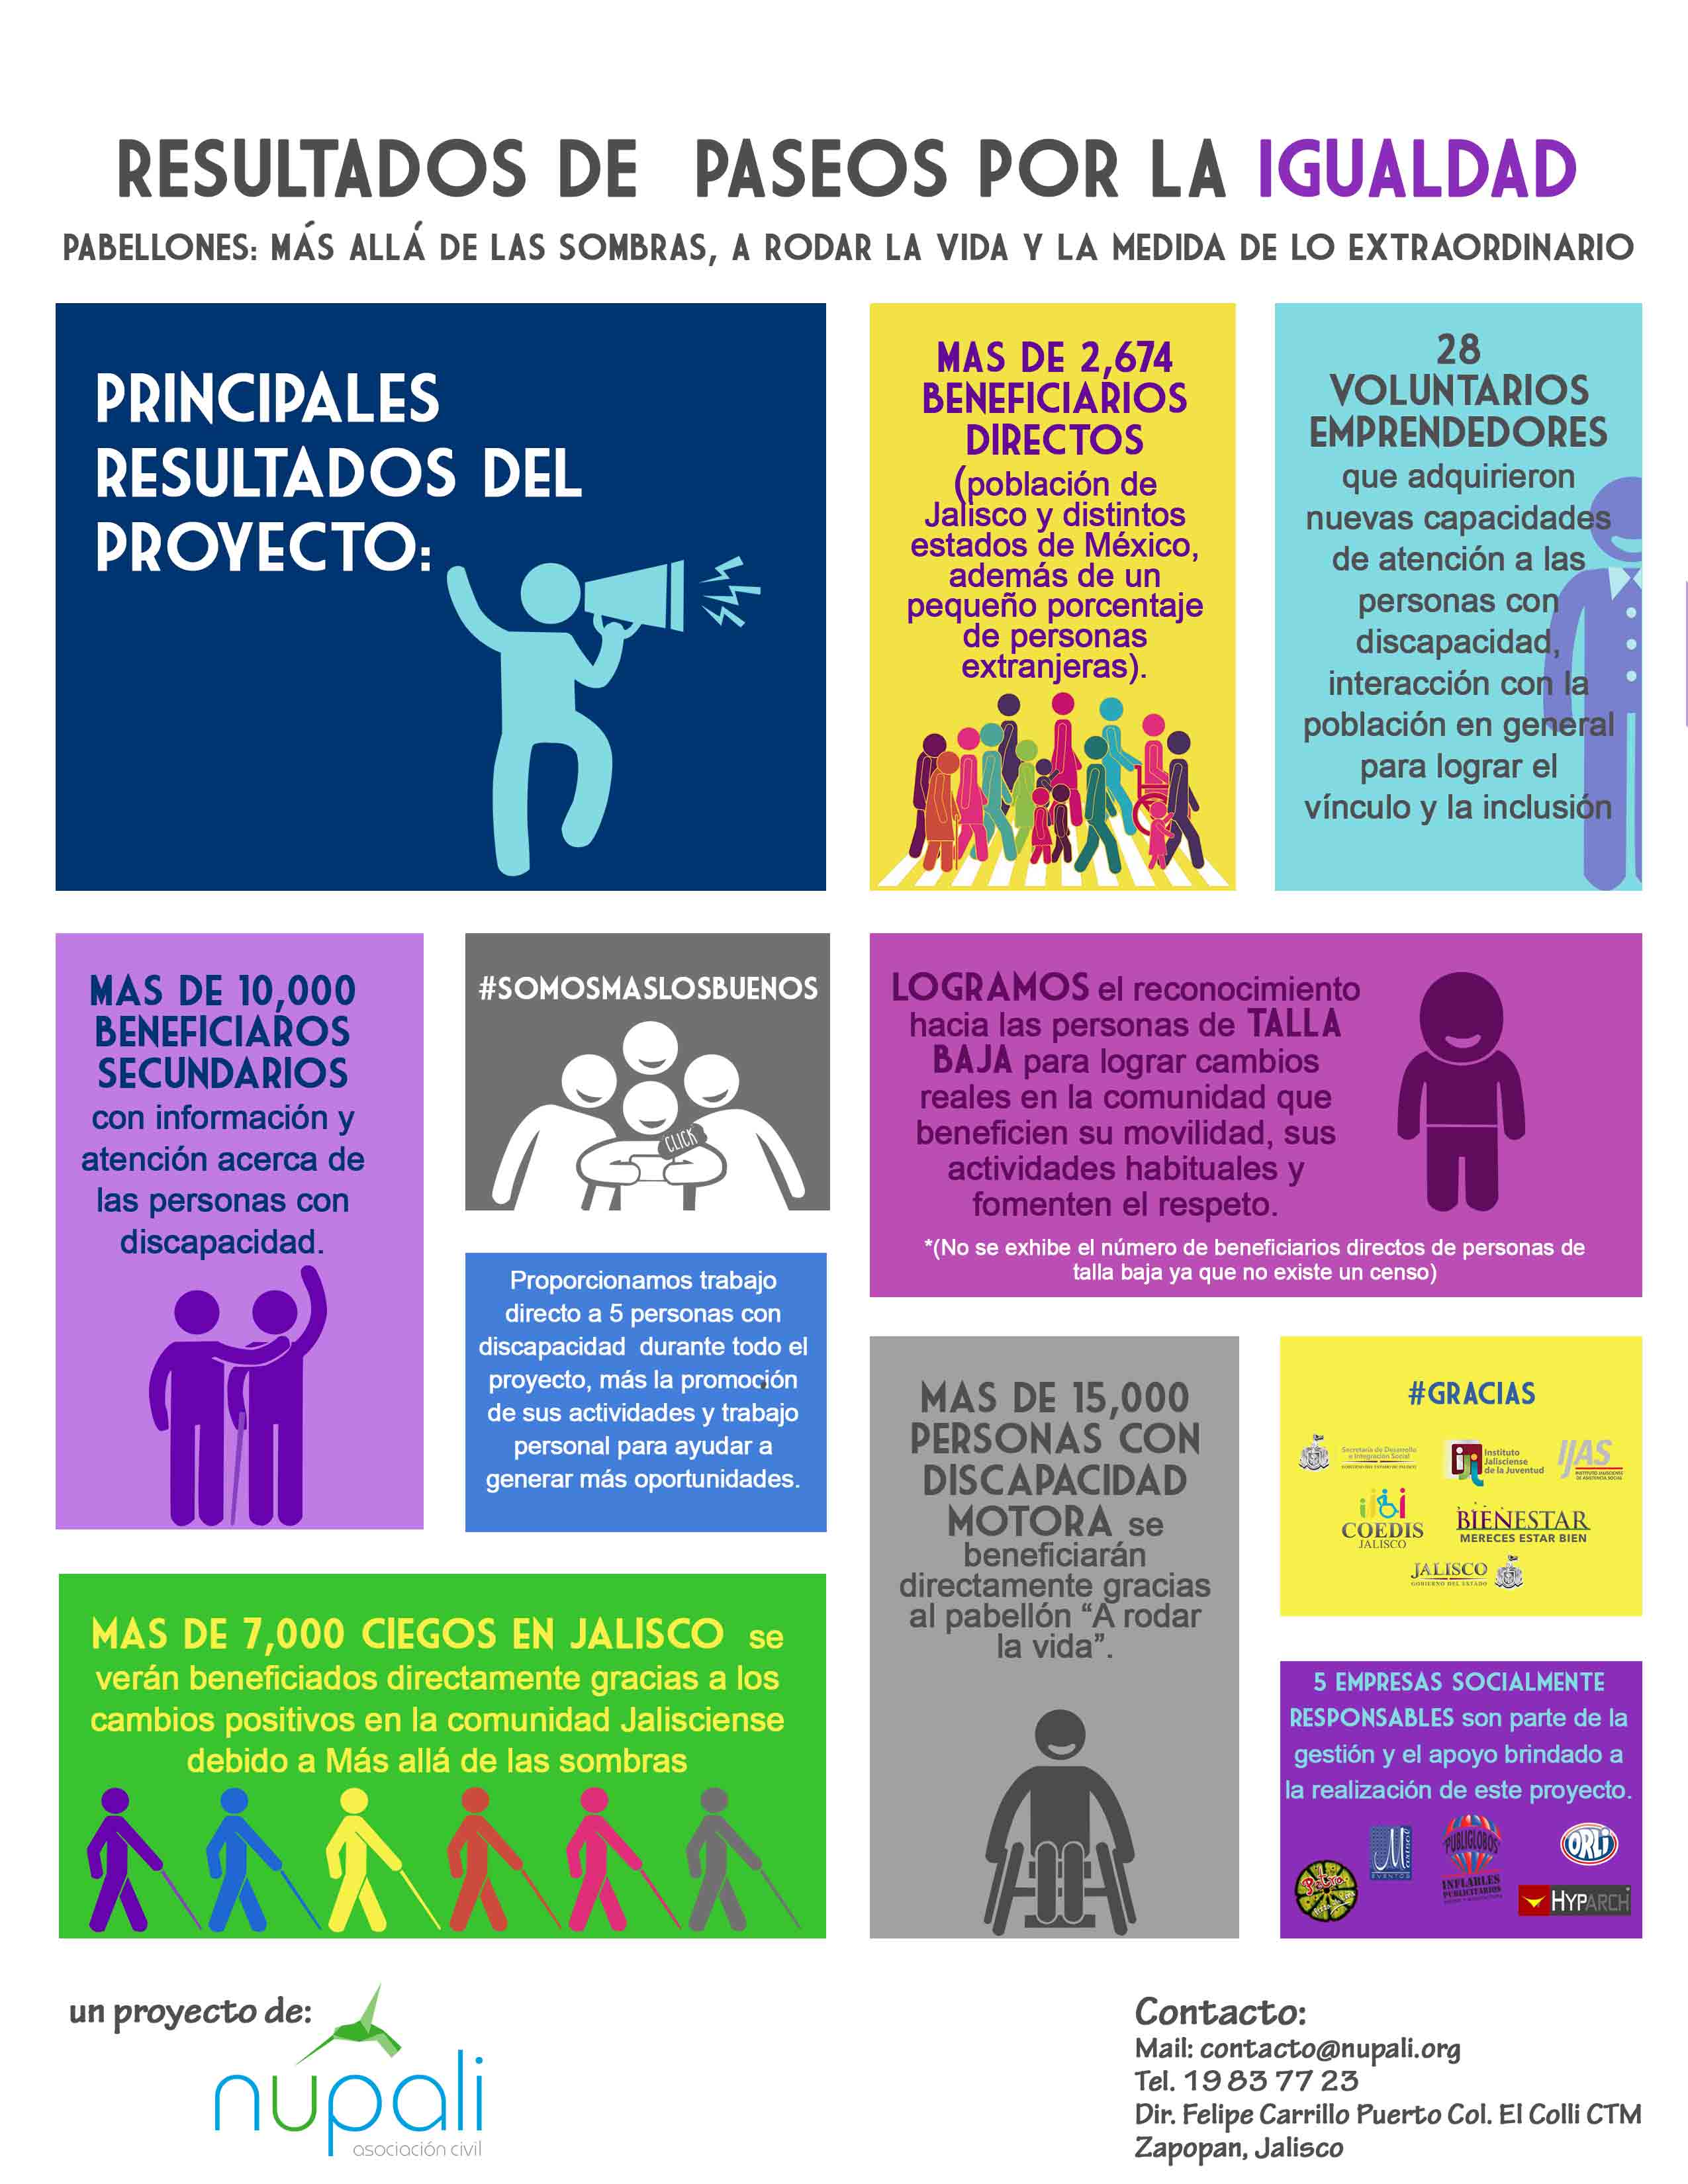 RESULTADOS DE PASEOS POR LA IGUALDAD
PABELLONES: MÁS ALLÁ DE LAS SOMBRAS, A RODAR LA VIDA Y LA MEDIDA DE LO EXTRAORDINARIO
PRINCIPALES
RESULTADOS DEL
PROYECTO:
MAS DE 2,674
BENEFICIARIOS
DIRECTOS
(población de
Jalisco y distintos
estados de México,
además de un
pequeño porcentaje
de personas
extranjeras).
28
VOLUNTARIOS
EMPRENDEDORES
que adquirieron
nuevas capacidades
de atención a las
personas con
discapacidad,
interacción con la
población en general
para lograr el
vínculo y la inclusión
MAS DE 10,000
BENEFICIAROS
SECUNDARIOS
con información y
atención acerca de
las personas con
discapacidad.
#SOMOSMASLOSBUENOS
CLICK
Proporcionamos trabajo
directo a 5 personas con
discapacidad durante todo el
proyecto, más la promoción
de sus actividades y trabajo
personal para ayudar a
generar más oportunidades.
LOGRAMOS el reconocimiento
hacia las personas de TALLA
BAJA para lograr cambios
reales en la comunidad que
beneficien su movilidad, sus
actividades habituales y
fomenten el respeto.
*(No se exhibe el número de beneficiarios directos de personas de
talla baja ya que no existe un censo)
MAS DE 7,000 CIEGOS EN JALISCO se
verán beneficiados directamente gracias a los
cambios positivos en la comunidad Jalisciense
debido a Más allá de las sombras
MAS DE 15,000
PERSONAS CON
DISCAPACIDAD
MOTORA se
beneficiarán
directamente gracias
al pabellón “A rodar
la vida”.
#GRACIAS
Secretaría de Desarrollo
e Integración Social
GOBIERNO DEL ESTADO DE JALISCO
Instituto
Jalisciense
de la Juventud
IJAS
INSTITUTO JALISCIENSE
DE ASISTENCIA SOCIAL
COEDIS
JALISCO
BIENESTAR
MERECES ESTAR BIEN
JALISCO
GOBIERNO DEL ESTADO
5 EMPRESAS SOCIALMENTE
RESPONSABLES son parte de la
gestión y el apoyo brindado a
la realización de este proyecto.
M
EVENTOS
PUBLIGLOBOS
INFLABLES
PUBLICITARIOS
ORLI
HYPARCH
un proyecto de:
nupali
asociación civil
Contacto:
Mail: contacto@nupali.org
Tel. 19 83 77 23
Dir. Felipe Carrillo Puerto Col. El Colli CTM
Zapopan, Jalisco